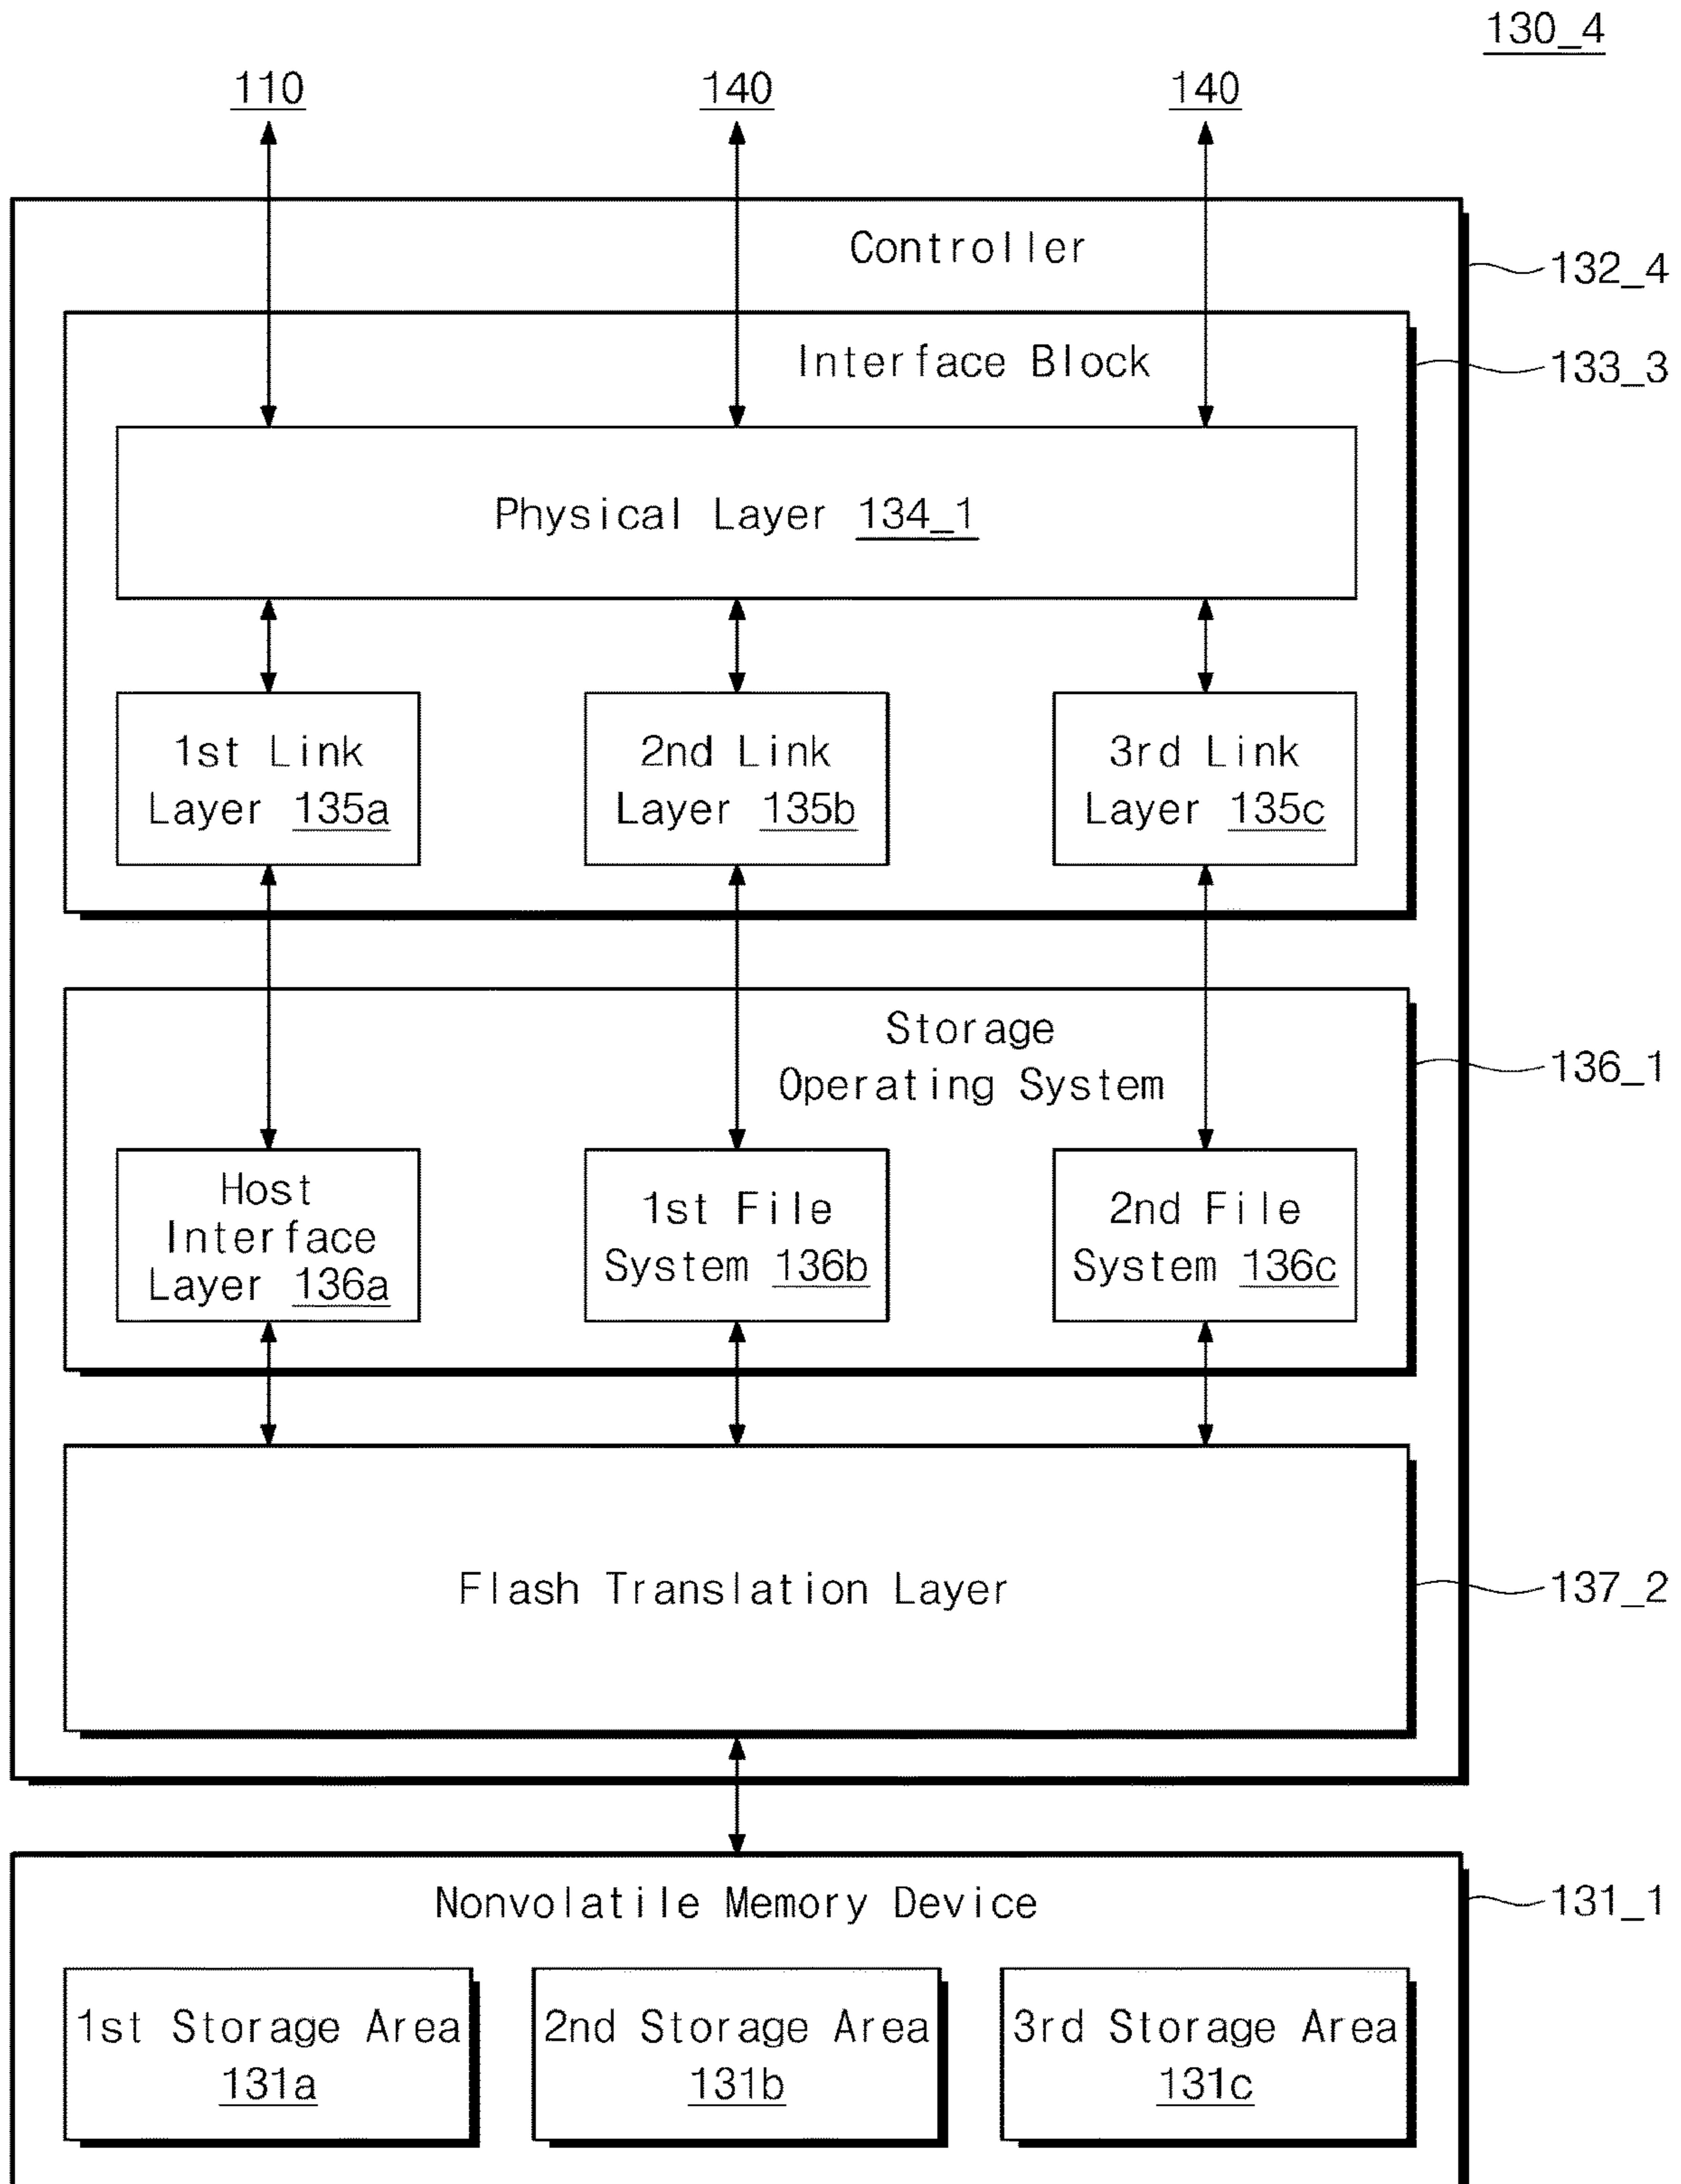 130_4
110 140 140
Controller
132_4
Interface Block
133_3
Physical Layer 134_1
1st Link
Layer 135a
2nd Link
Layer 135b
3rd Link
Layer 135c
Storage
Operating System
136_1
Host
Interface
Layer 136a
1st File
System 136b
2nd File
System 136c
Flash Translation Layer
137_2
Nonvolatile Memory Device
131_1
1st Storage Area
131a
2nd Storage Area
131b
3rd Storage Area
131c